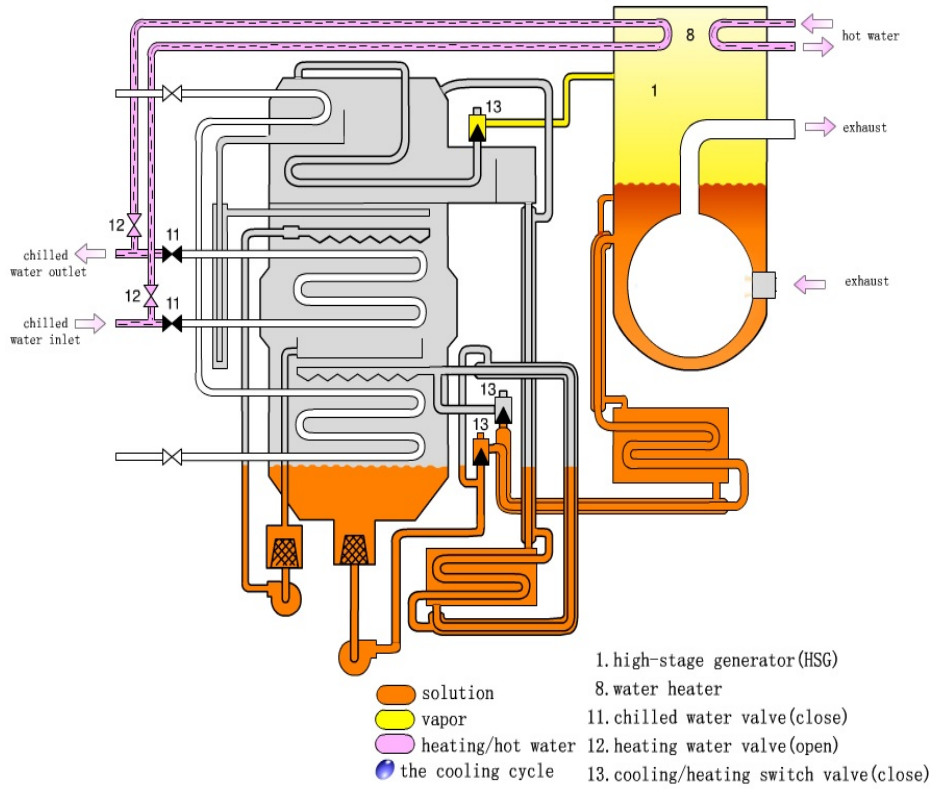 8
hot water
1
13
exhaust
12
11
chilled
water outlet
exhaust
12
11
chilled
water inlet
13
13
solution
vapor
heating/hot water
the cooling cycle
1.high-stage generator(HSG)
8.water heater
11.chilled water valve(close)
12.heating water valve(open)
13.cooling/heating switch valve(close)